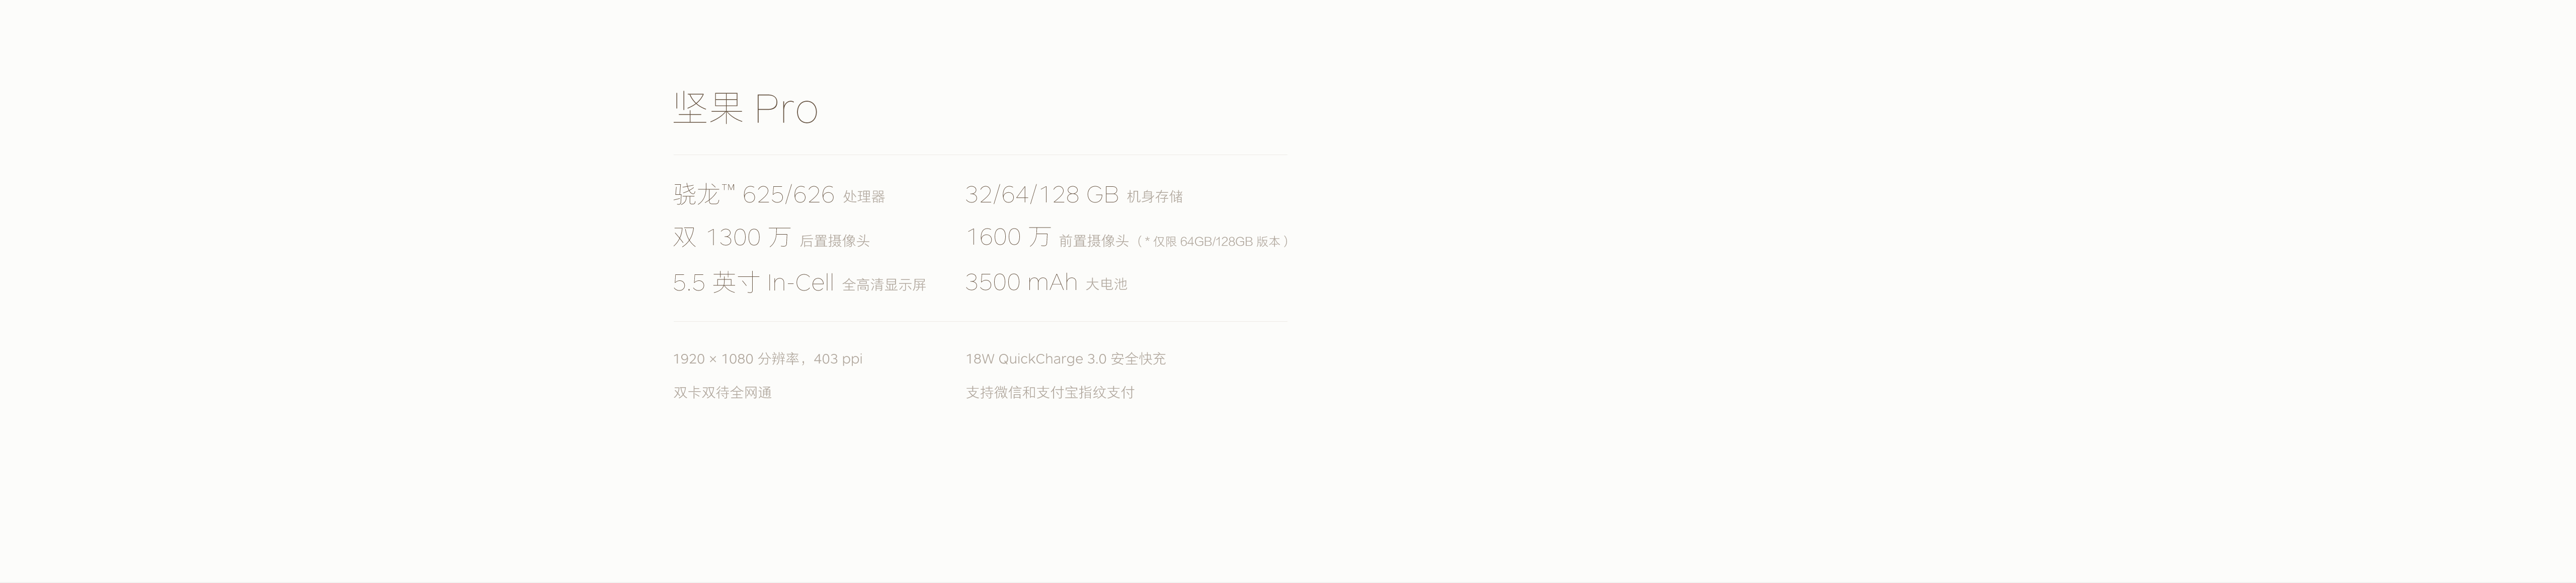 坚果 Pro
骁龙™ 625/626 处理器
32/64/128 GB 机身存储
双 1300 万 后置摄像头
1600 万 前置摄像头（* 仅限 64GB/128GB 版本）
5.5 英寸 In-Cell 全高清显示屏
3500 mAh 大电池
1920 × 1080 分辨率，403 ppi
18W QuickCharge 3.0 安全快充
双卡双待全网通
支持微信和支付宝指纹支付